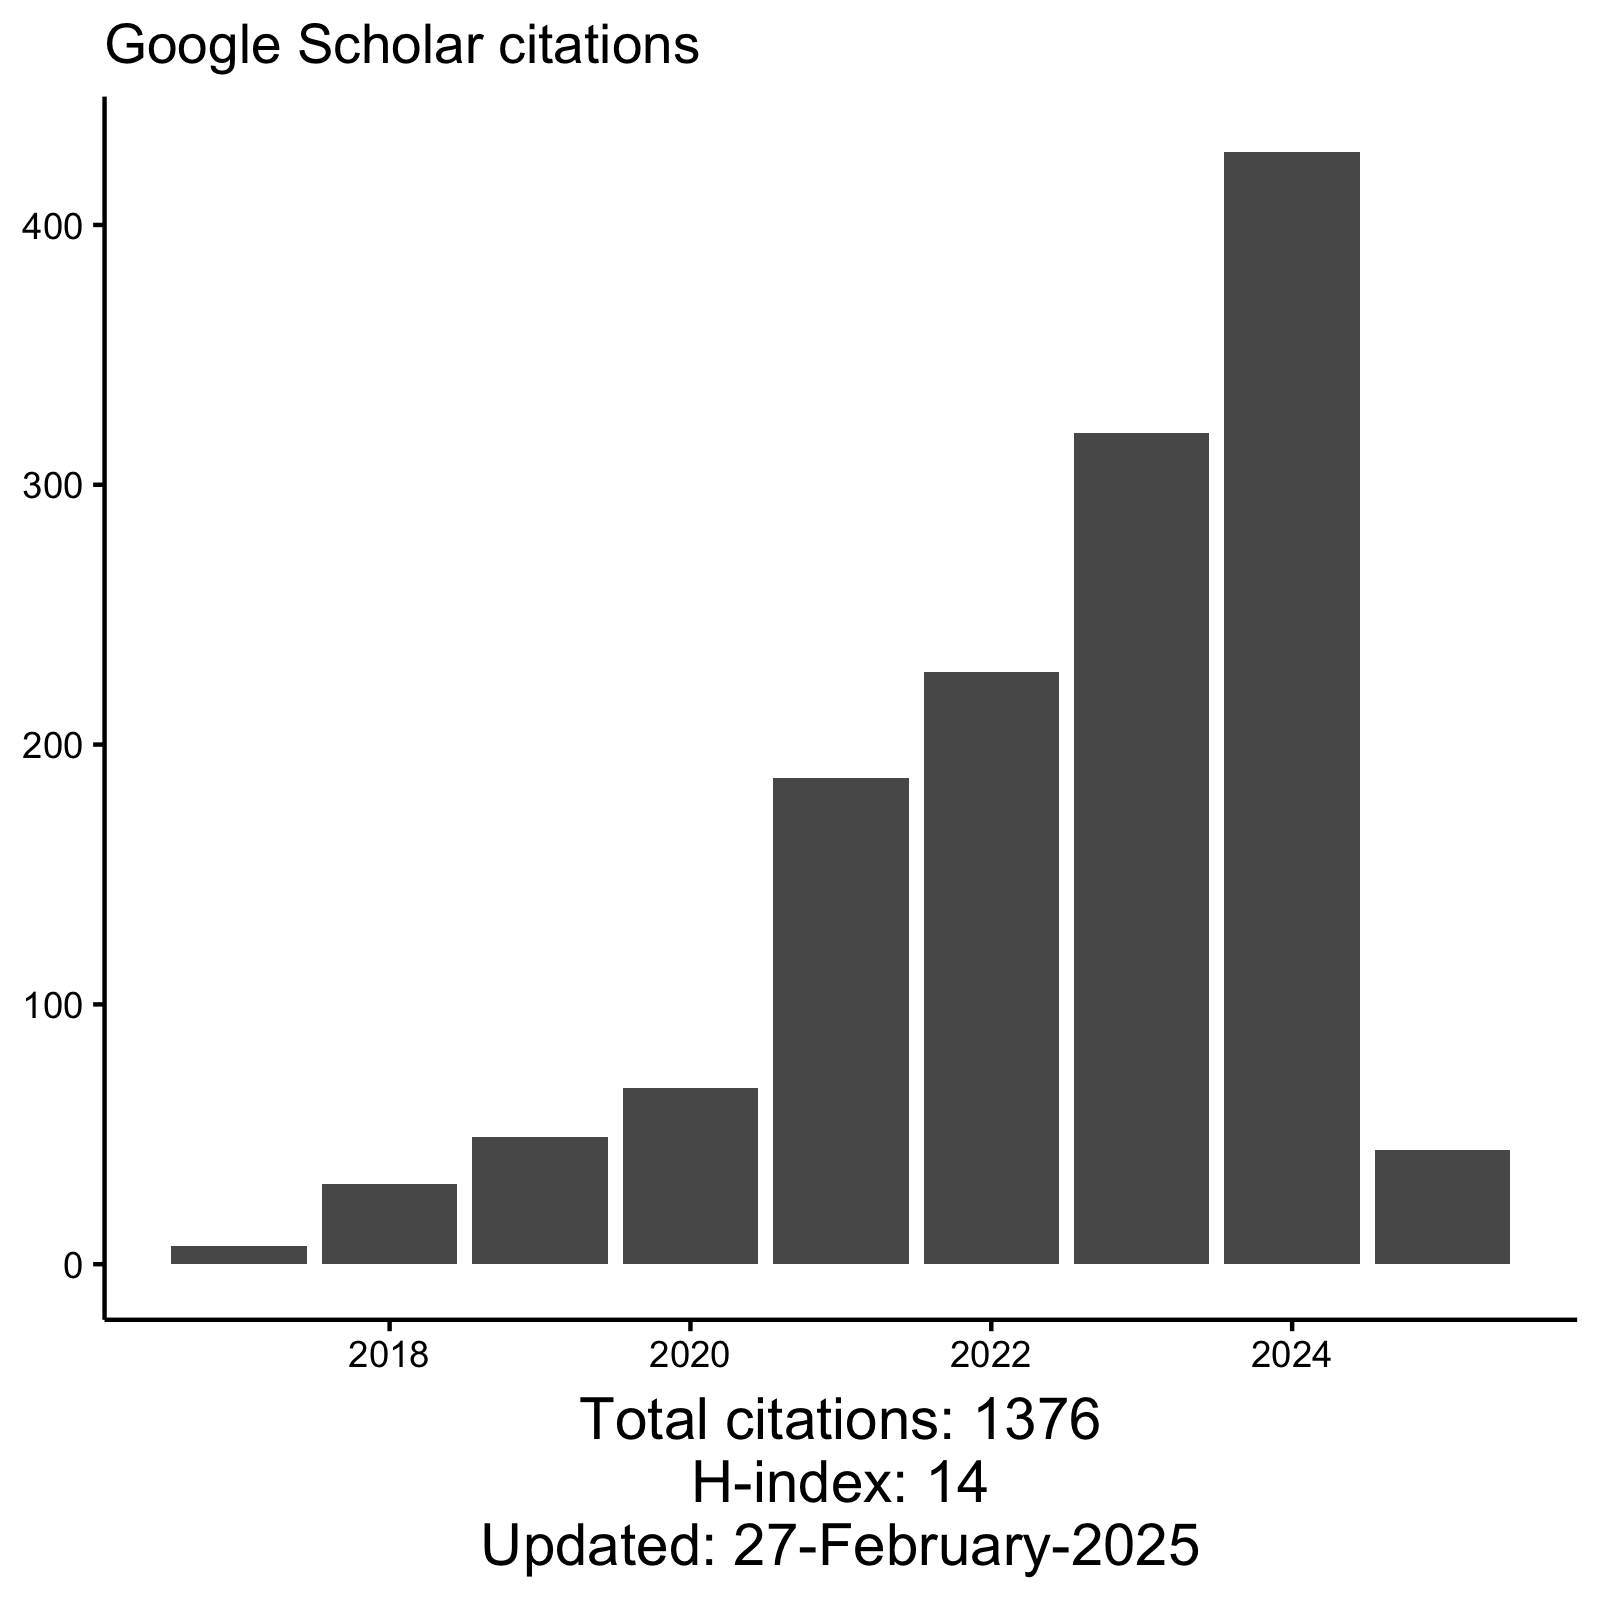 Google Scholar citations
400
300
200
100
0
2018 2020 2022 2024
Total citations: 1376
H-index: 14
Updated: 27-February-2025